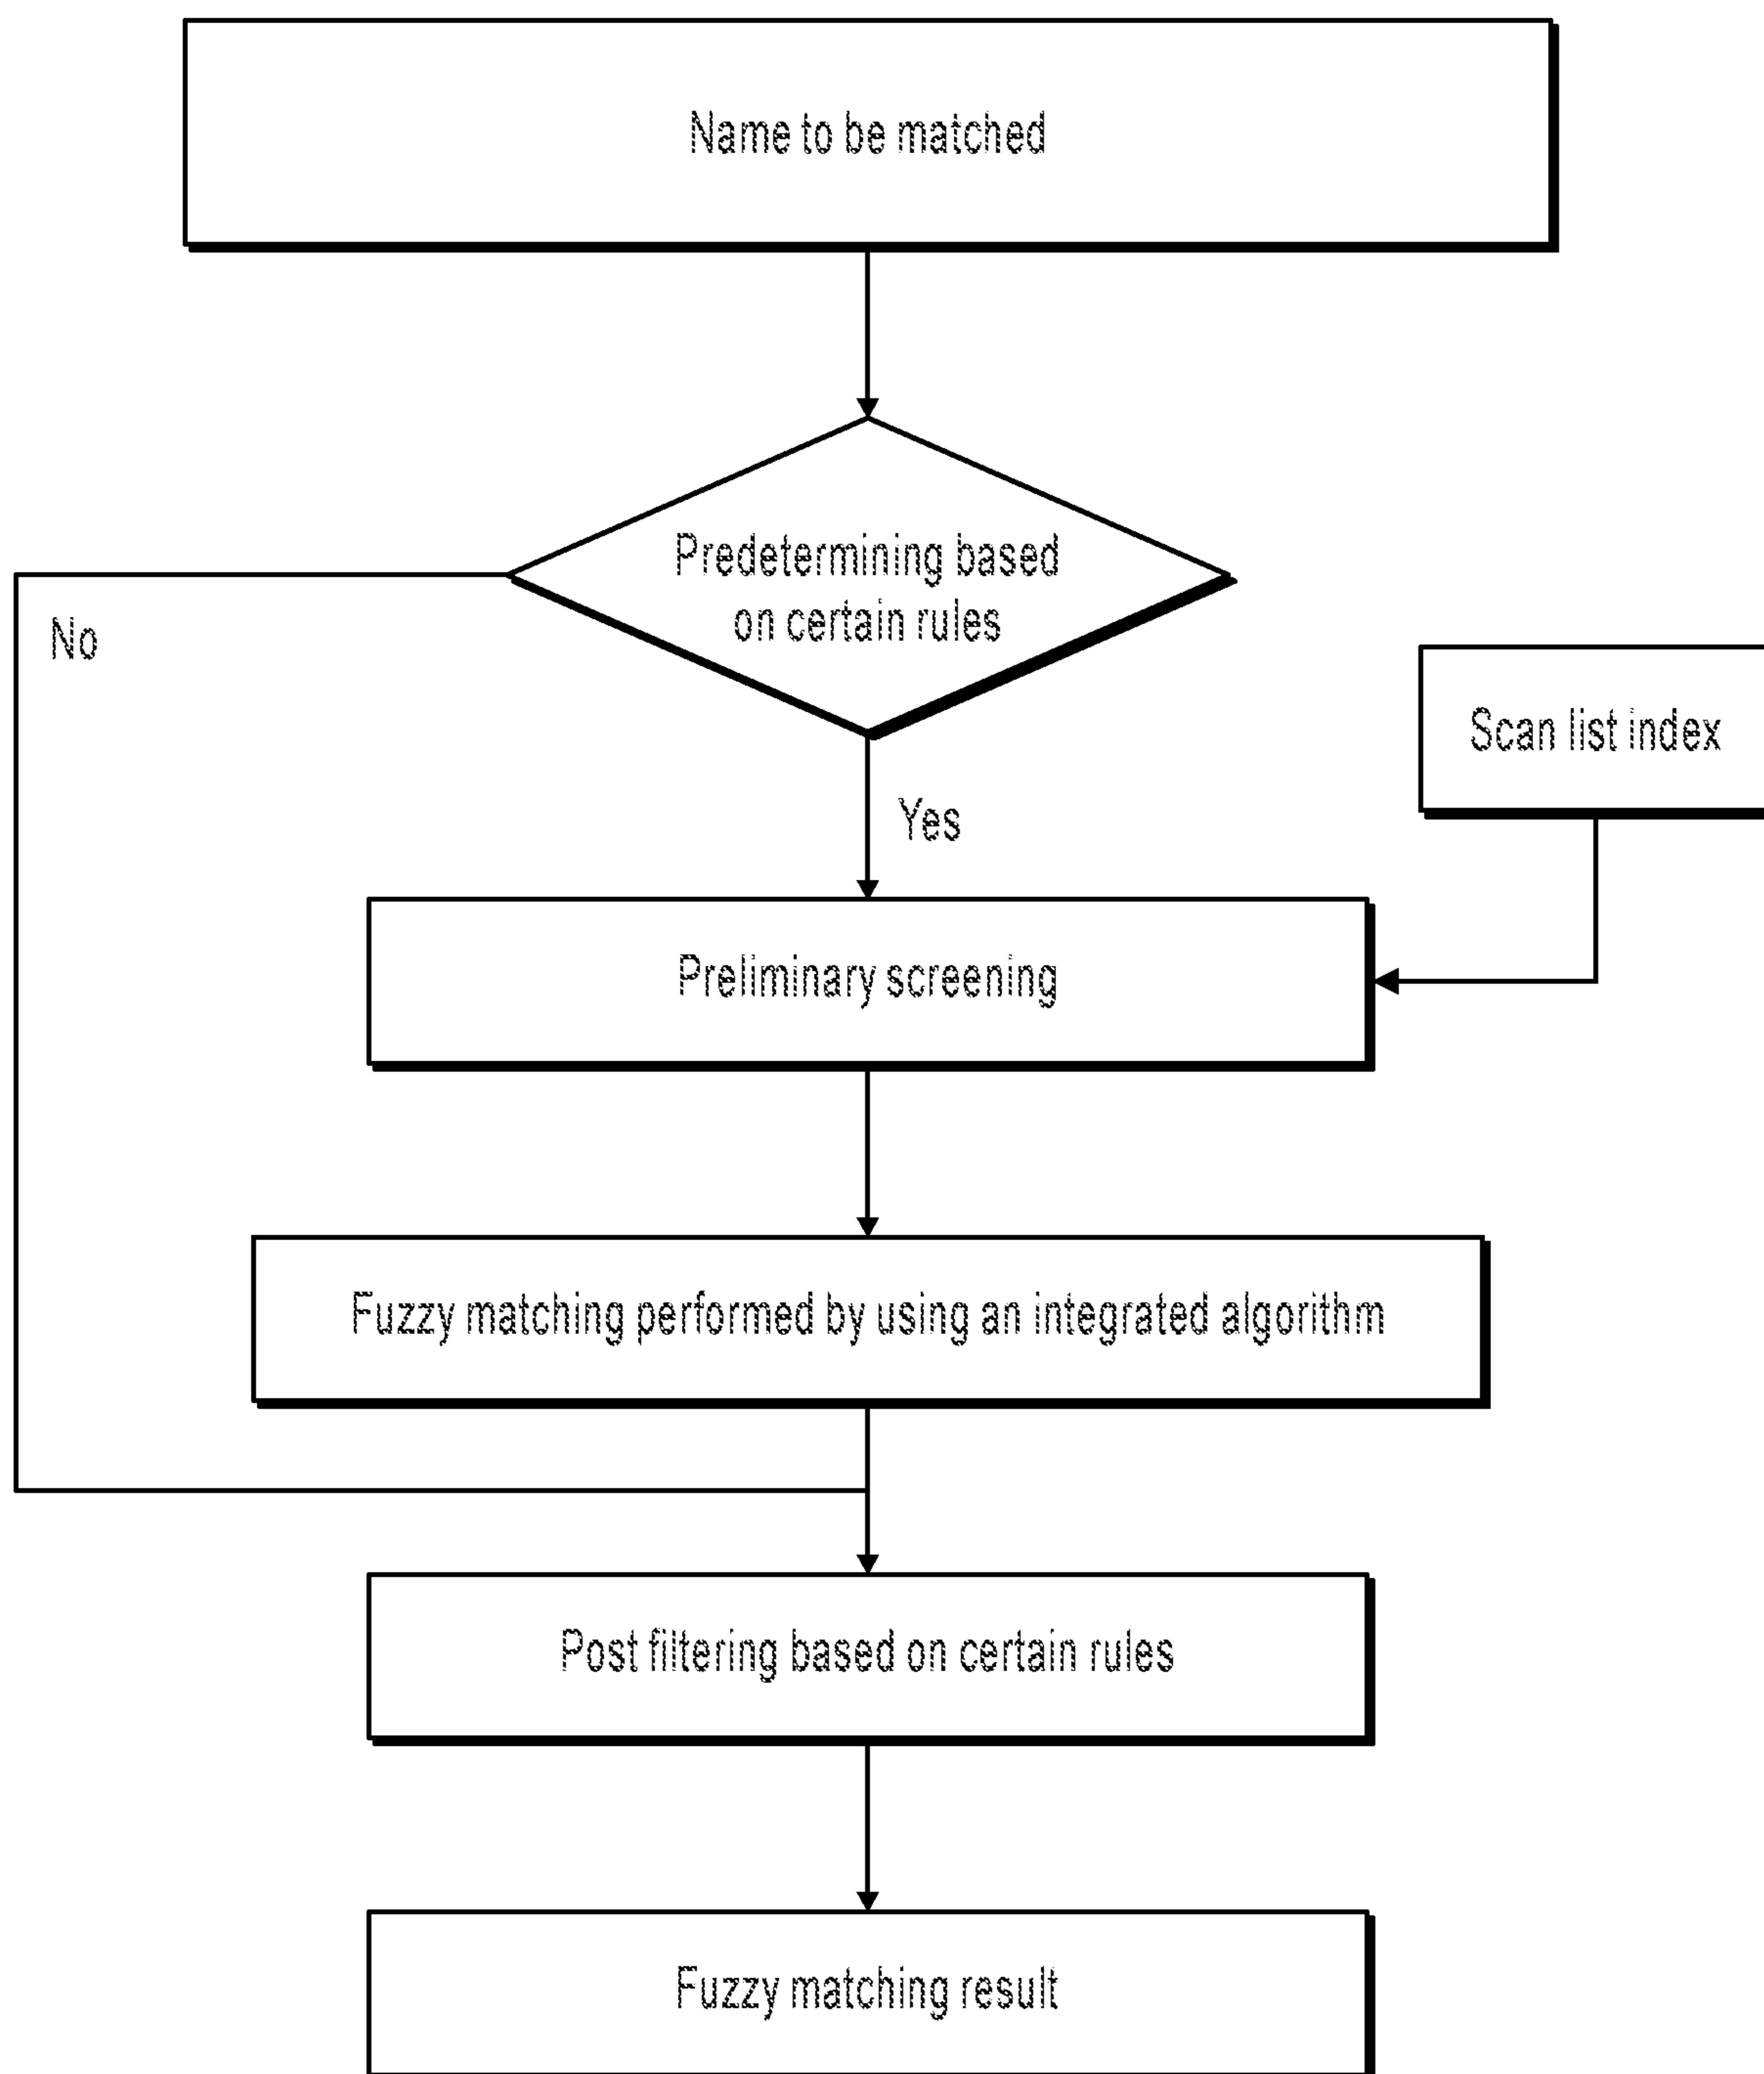 Name to be matched
Predetermining based
on certain rules
No
Scan list index
Yes
Preliminary screening
Fuzzy matching performed by using an integrated algorithm
Post filtering based on certain rules
Fuzzy matching result